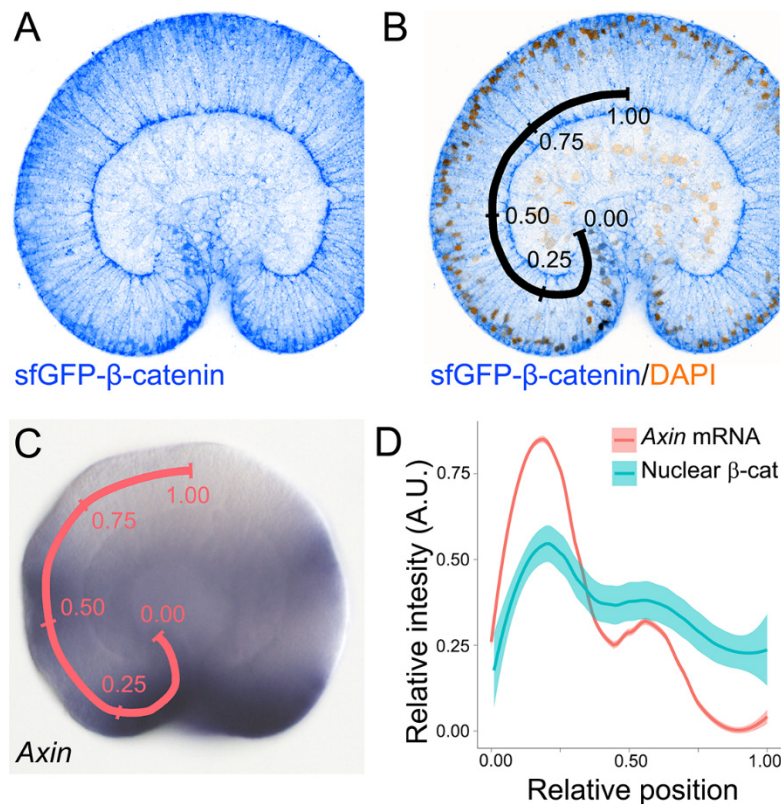 A
sfGFP-β-catenin
B
1.00
0.75
0.50
0.00
0.25
sfGFP-β-catenin/DAPI
C
1.00
0.75
0.50
0.00
0.25
Axin
D
Axin mRNA
Nuclear β-cat
Relative intesity (A.U.)
0.75
0.50
0.25
0.00
0.00 0.50 1.00
Relative position